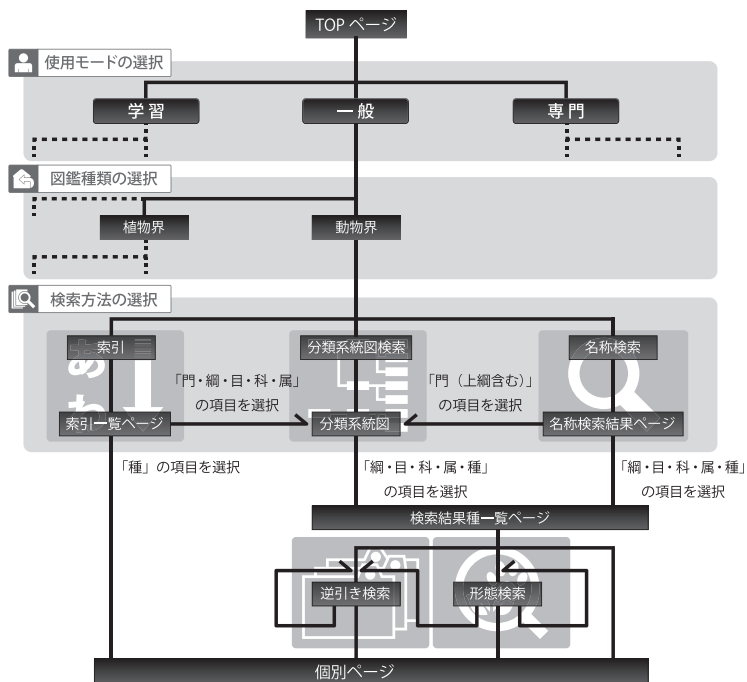 TOP ページ
使用モードの選択
学習
一般
専門
図鑑種類の選択
植物界
動物界
検索方法の選択
索引
分類系統図検索
名称検索
「門・綱・目・科・属」
の項目を選択
「門（上綱含む）」
の項目を選択
索引一覧ページ
分類系統図
名称検索結果ページ
「種」の項目を選択
「綱・目・科・属・種」
の項目を選択
「綱・目・科・属・種」
の項目を選択
検索結果種一覧ページ
逆引き検索
形態検索
個別ページ